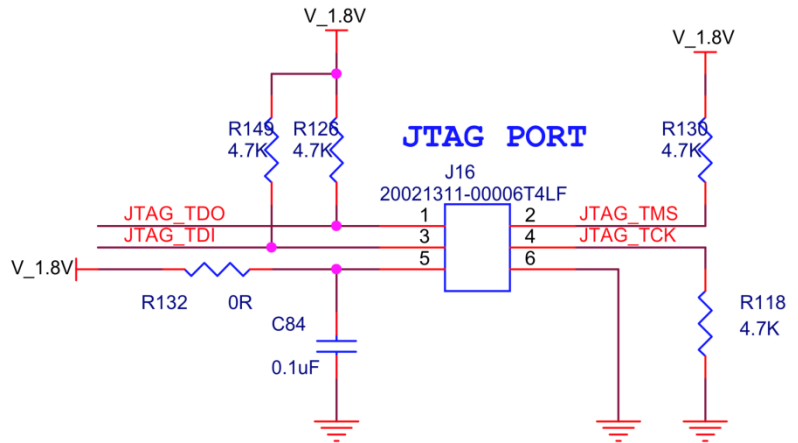 V_1.8V
V_1.8V
R149
4.7K
R126
4.7K
JTAG PORT
R130
4.7K
J16
20021311-00006T4LF
JTAG_TDO
1
2
JTAG_TMS
JTAG_TDI
3
4
JTAG_TCK
V_1.8V
5
6
R132
0R
R118
4.7K
C84
0.1uF